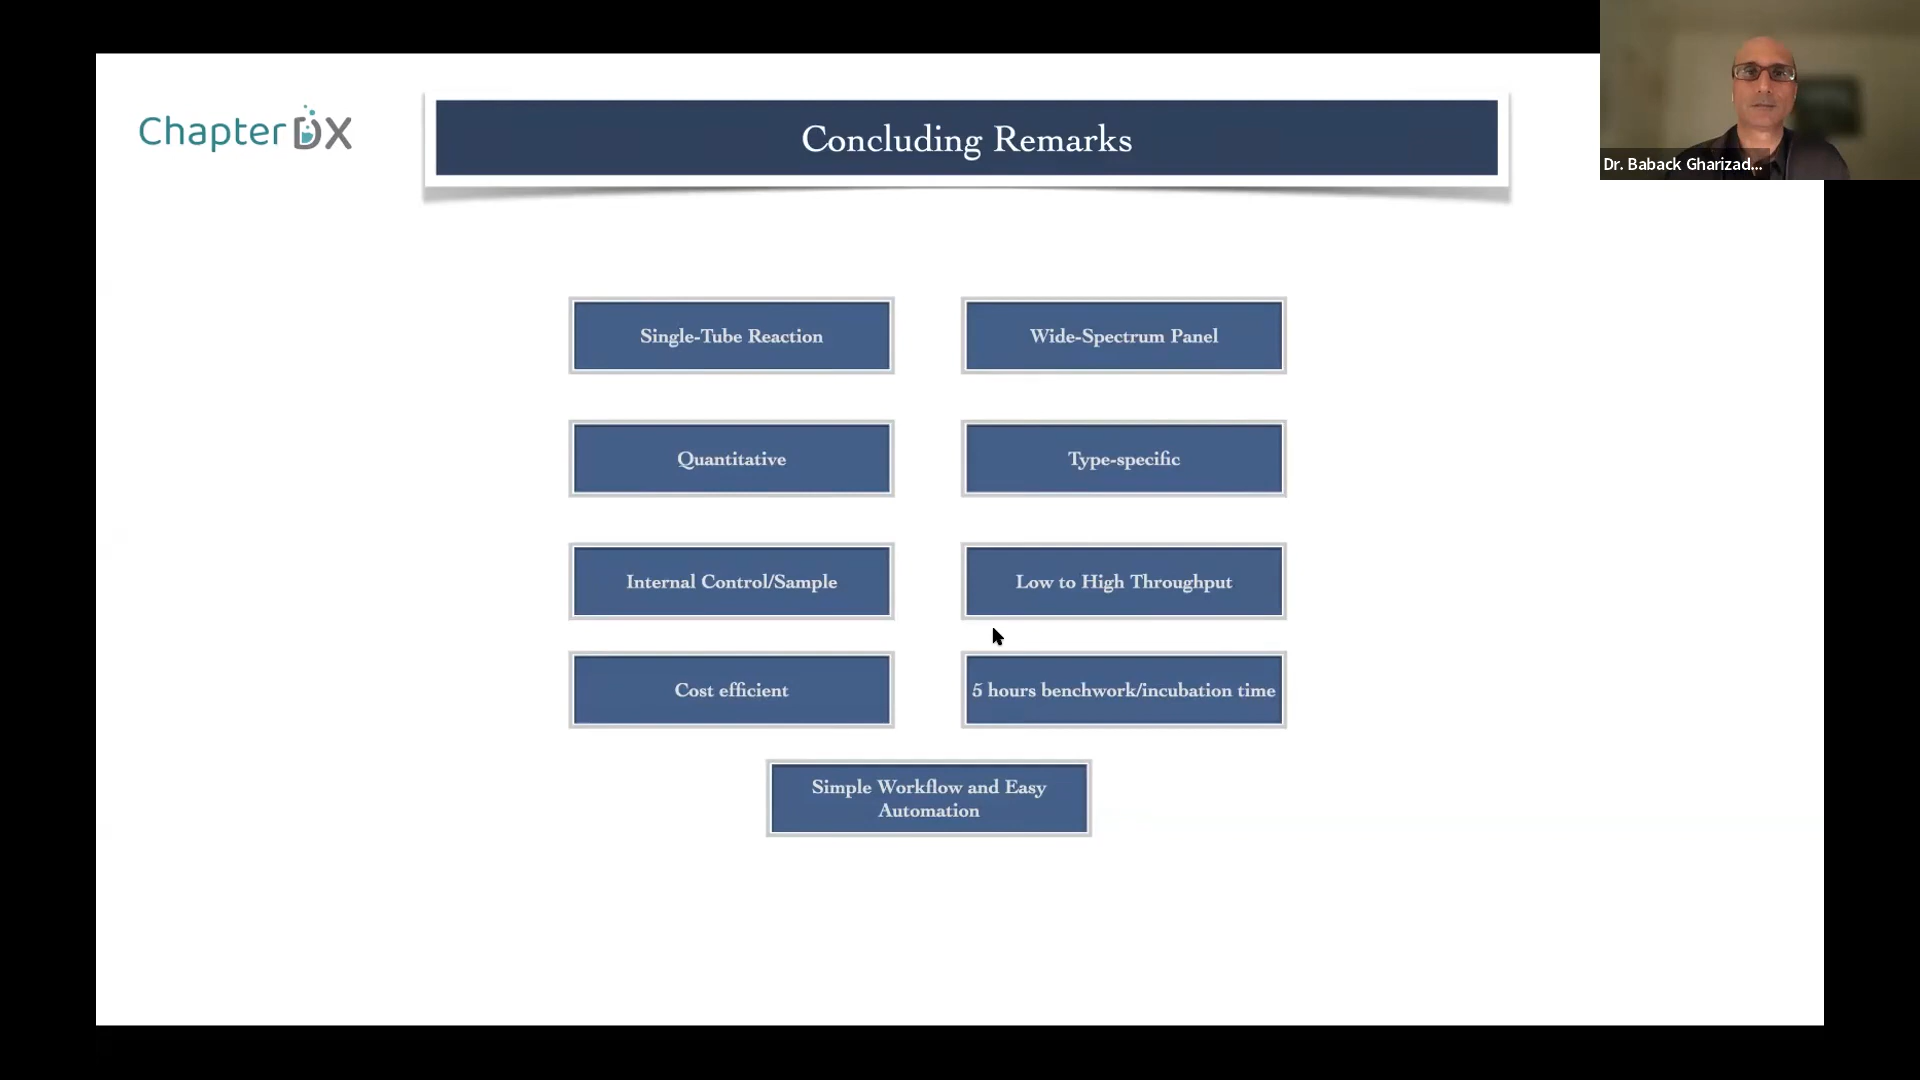 ChapterDX
Concluding Remarks
Dr. Baback Gharizad...
Single-Tube Reaction
Wide-Spectrum Panel
Quantitative
Type-specific
Internal Control/Sample
Low to High Throughput
Cost efficient
5 hours benchwork/incubation time
Simple Workflow and Easy
Automation